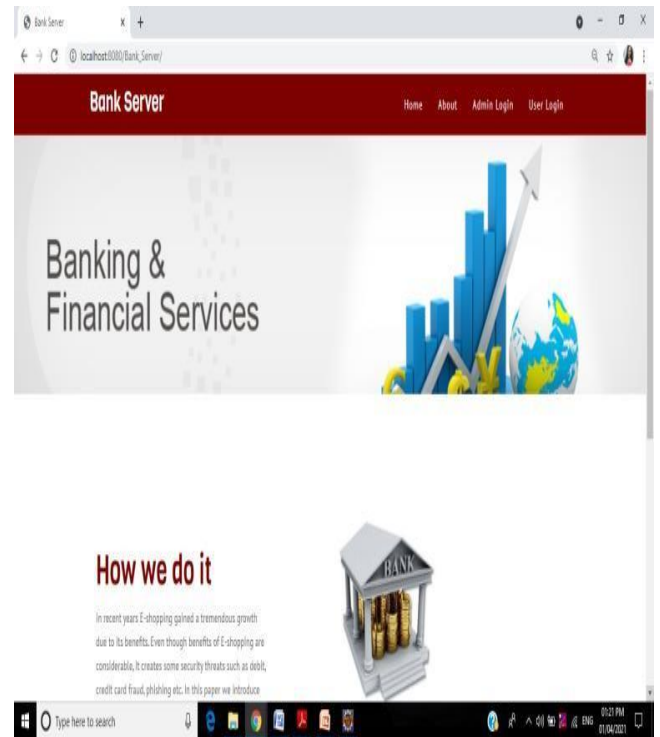 Bank Server
localhost:8080/Bank_Server/
Bank Server
Home About Admin Login User Login
Banking &
Financial Services
BANK
How we do it
In recent years E-shopping gained a tremendous growth
due to its benefits. Even though benefits of E-shopping are
considerable, It creates some security threats such as debit,
credit card fraud, phishing etc. In this paper we introduce
Type here to search
ENG
01:21 PM
01/04/2021